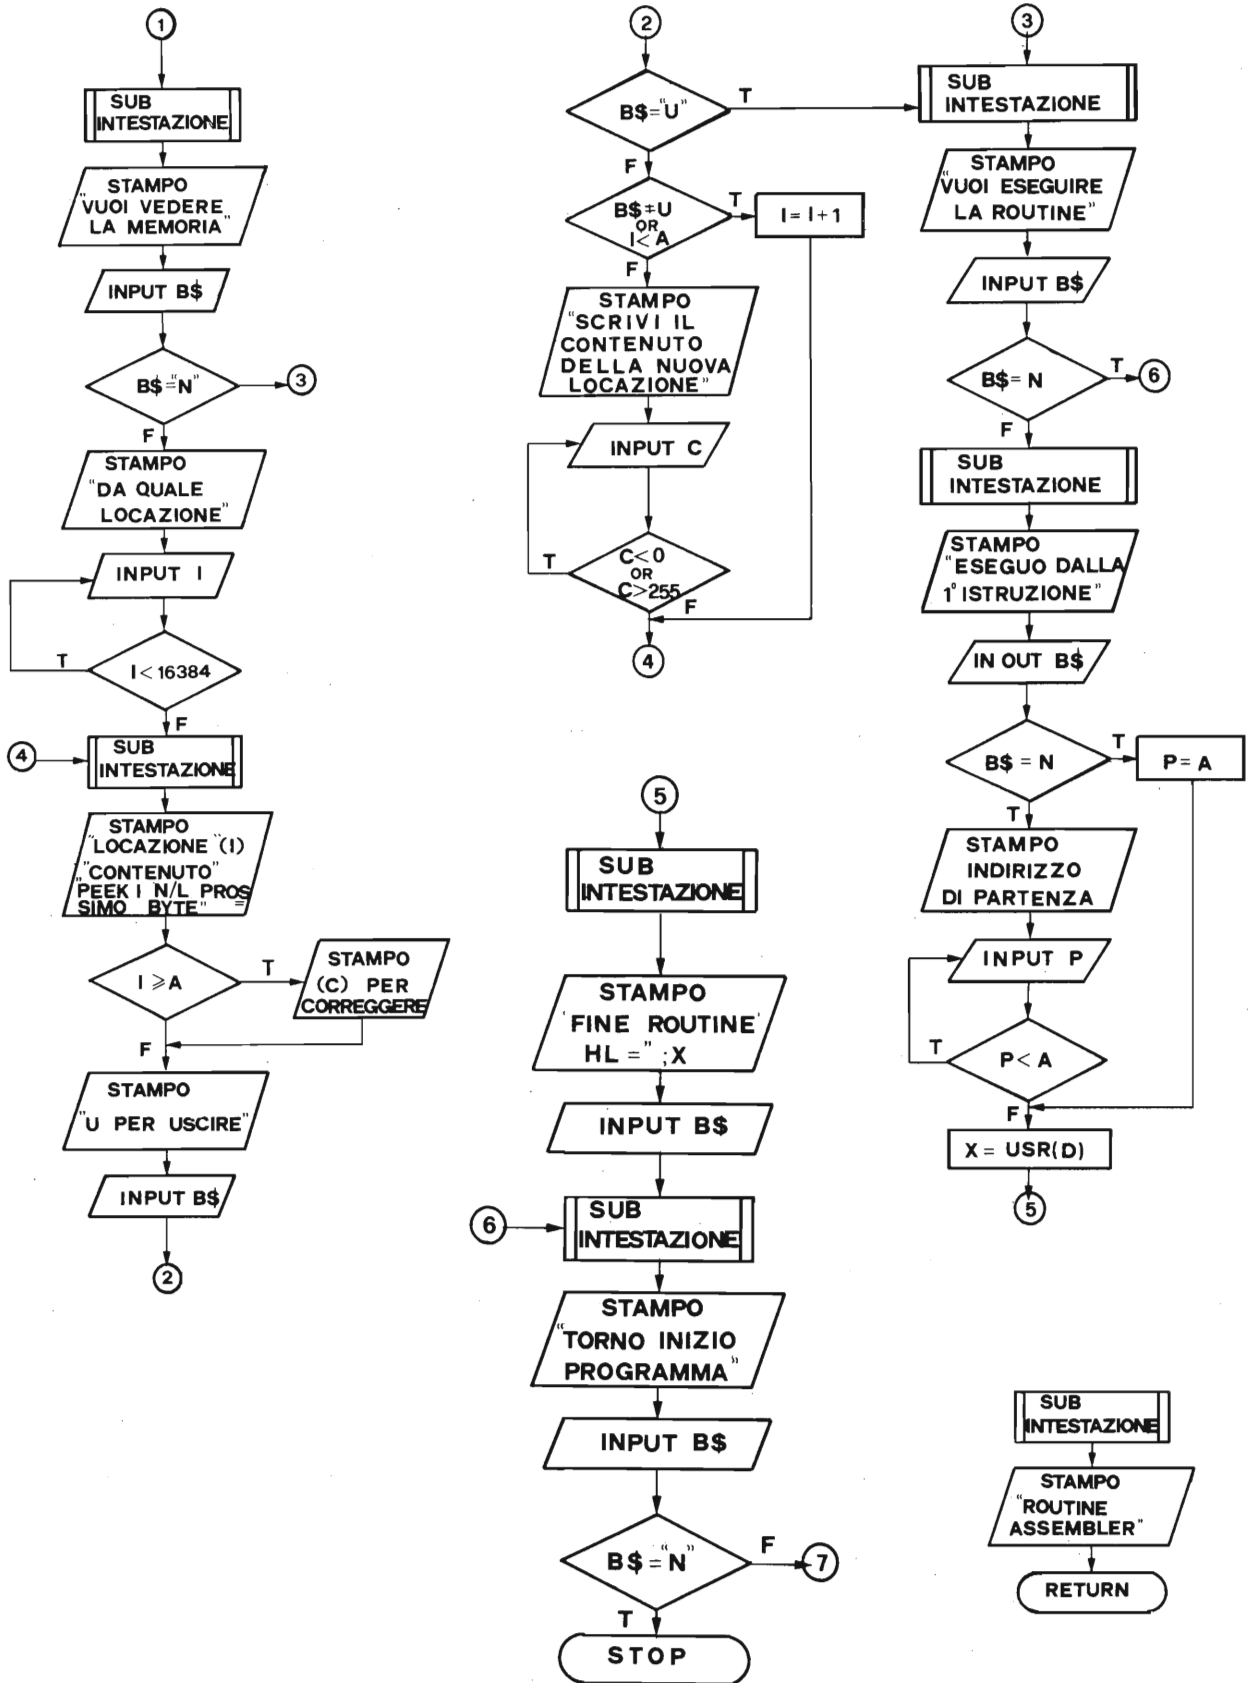 1
SUB
INTESTAZIONE
STAMPO
"VUOI VEDERE
LA MEMORIA"
INPUT B$
B$="N"
3
F
STAMPO
"DA QUALE
LOCAZIONE"
INPUT I
T
I<16384
F
4
SUB
INTESTAZIONE
STAMPO
"LOCAZIONE"(I)
"CONTENUTO"
PEEK I N/L PROS=
SIMO BYTE"
I⩾A
T
STAMPO
(C) PER
CORREGGERE
F
STAMPO
"U PER USCIRE"
INPUT B$
2
2
B$="U"
T
F
B$≠U
OR
I<A
T
I=I+1
F
STAMPO
"SCRIVI IL
CONTENUTO
DELLA NUOVA
LOCAZIONE"
INPUT C
T
C<0
OR
C>255
F
4
3
SUB
INTESTAZIONE
STAMPO
"VUOI ESEGUIRE
LA ROUTINE"
INPUT B$
B$=N
T
6
F
SUB
INTESTAZIONE
STAMPO
"ESEGUO DALLA
1° ISTRUZIONE"
IN OUT B$
B$=N
T
P=A
T
STAMPO
INDIRIZZO
DI PARTENZA
INPUT P
T
P<A
F
X=USR(D)
5
5
SUB
INTESTAZIONE
STAMPO
'FINE ROUTINE'
HL=";X
INPUT B$
6
SUB
INTESTAZIONE
STAMPO
"TORNO INIZIO
PROGRAMMA"
INPUT B$
B$="N"
F
7
T
STOP
SUB
INTESTAZIONE
STAMPO
"ROUTINE
ASSEMBLER"
RETURN